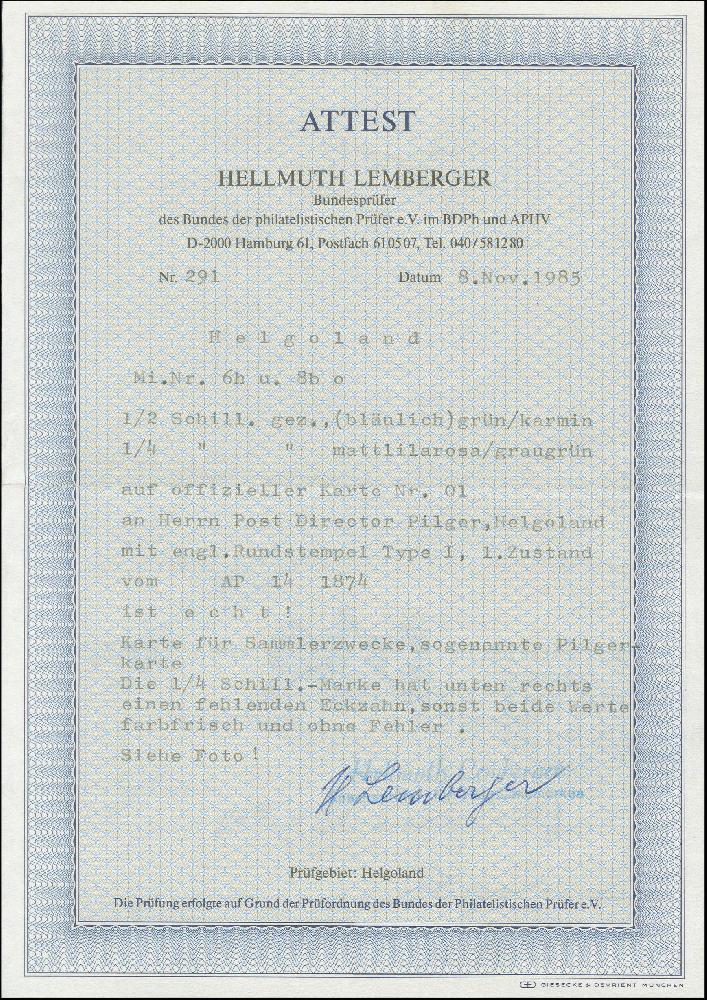 ATTEST
HELLMUTH LEMBERGER
Bundesprüfer
des Bundes der philatelistischen Prüfer e.V. im BDPh und APHV
D-2000 Hamburg 61, Postfach 610507, Tel. 040/581280
Nr. 291 Datum 8.Nov.1985
Helgoland
Mi.Nr. 6h u. 8b o
1/2 Schill. gez.,(bläulich)grün/karmin
1/4 " " mattlilarosa/graugrün
auf offizieller Karte Nr. 01
an Herrn Post Director Pilger,Helgoland
mit engl.Rundstempel Type I, 1.Zustand
vom AP 14 1874
ist echt!
Karte für Sammlerzwecke,sogenannte Pilger-
karte
Die 1/4 Schill.-Marke hat unten rechts
einen fehlenden Eckzahn,sonst beide Werte
farbfrisch und ohne Fehler .
Siehe Foto !
H Lemberger
Prüfgebiet: Helgoland
Die Prüfung erfolgte auf Grund der Prüfordnung des Bundes der Philatelistischen Prüfer e.V.
GIESECKE & DEVRIENT MÜNCHEN